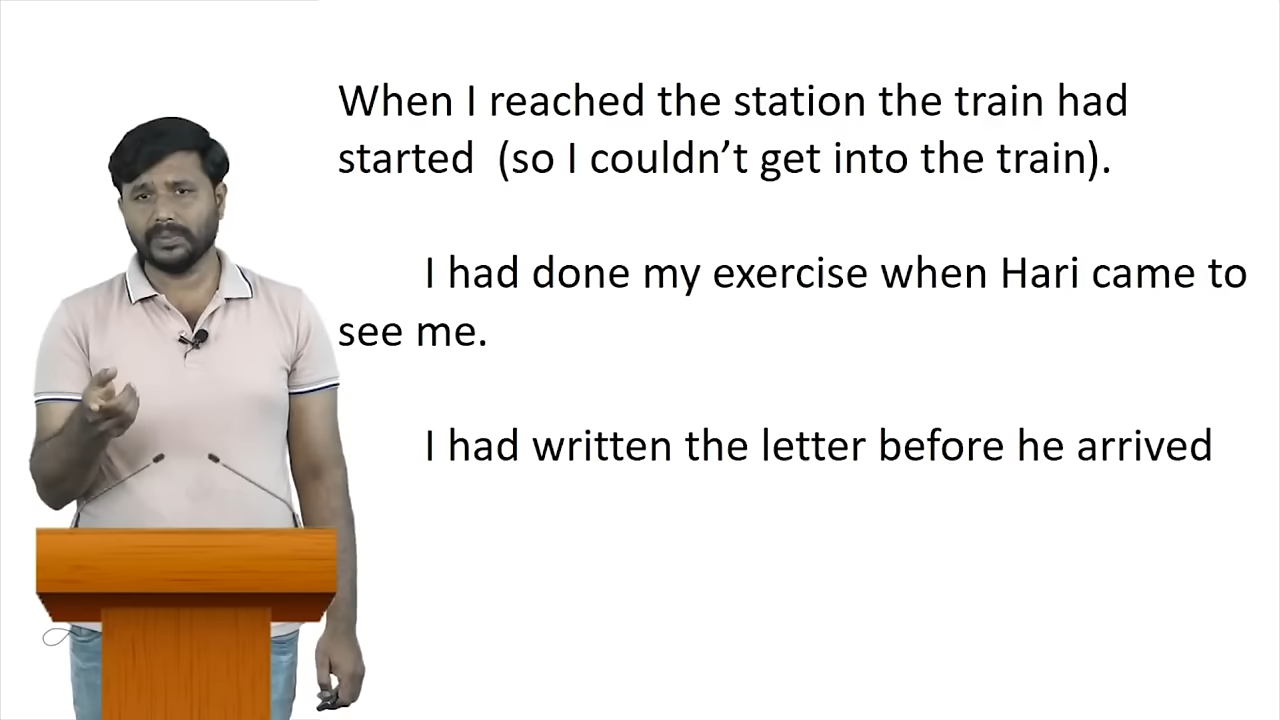 When I reached the station the train had
started  (so I couldn’t get into the train).
I had done my exercise when Hari came to
see me.
I had written the letter before he arrived